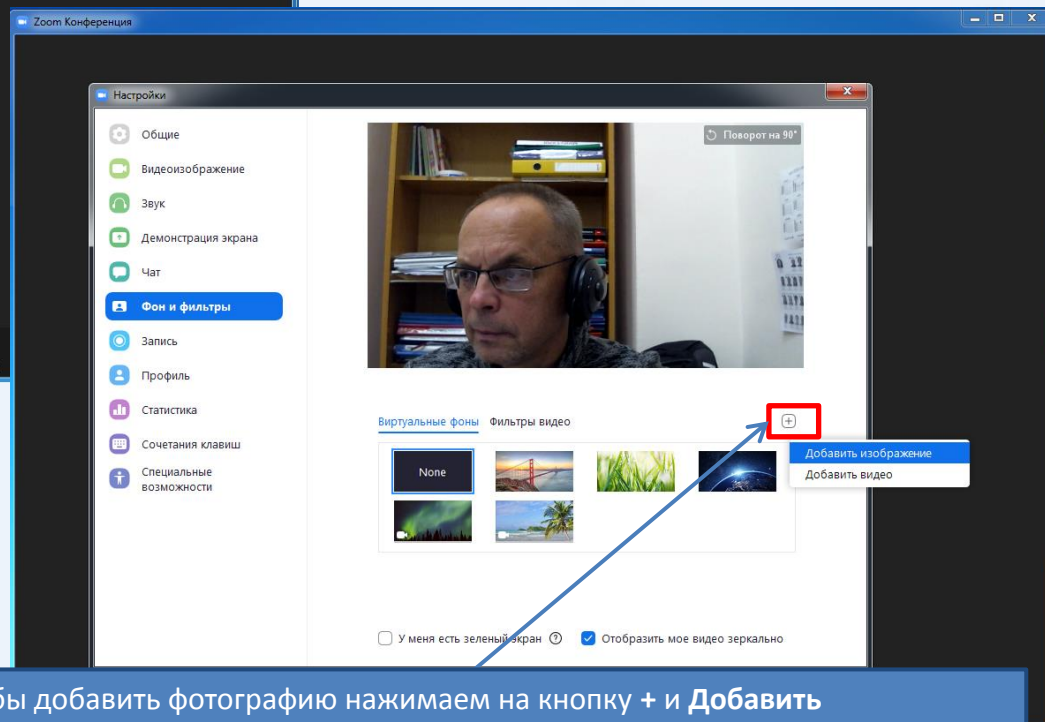 Zoom Конференция
Настройки
Общие
Видеоизображение
Звук
Демонстрация экрана
Чат
Фон и фильтры
Запись
Профиль
Статистика
Сочетания клавиш
Специальные
возможности
Поворот на 90°
Виртуальные фоны Фильтры видео
Добавить изображение
Добавить видео
None
У меня есть зеленый экран
Отобразить мое видео зеркально
бы добавить фотографию нажимаем на кнопку + и Добавить